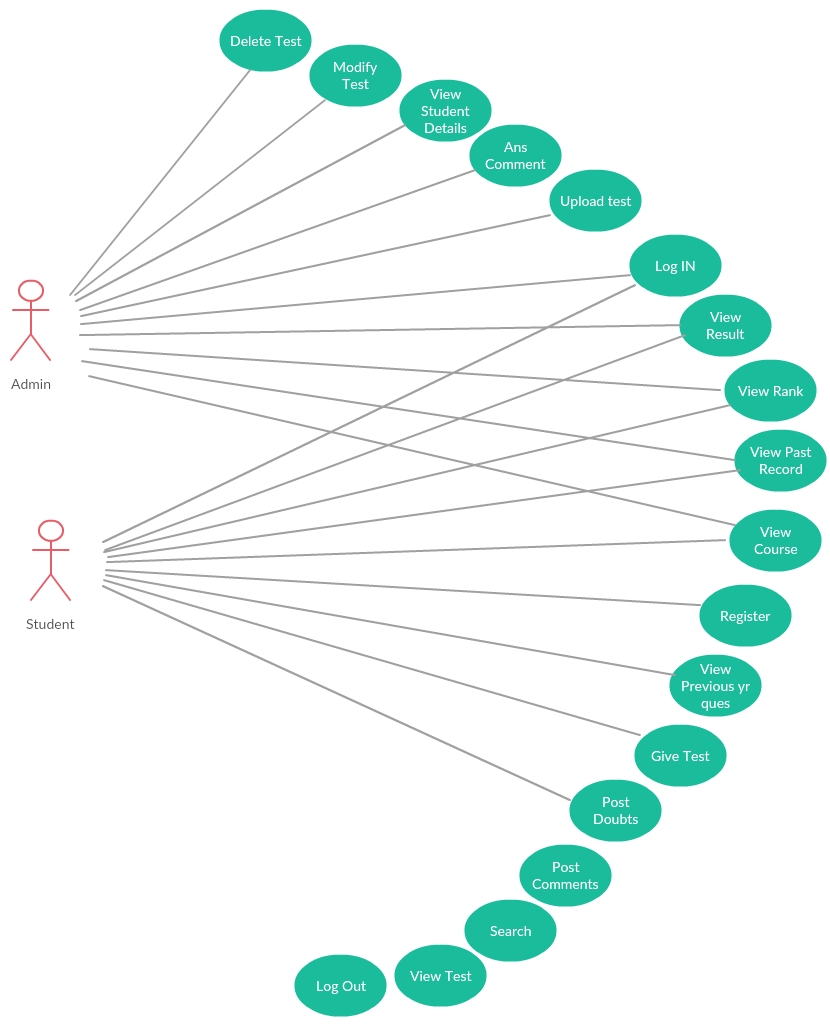 Delete Test
Modify
Test
View
Student
Details
Ans
Comment
Upload test
Log IN
View
Result
View Rank
View Past
Record
View
Course
Register
View
Previous yr
ques
Give Test
Post
Doubts
Post
Comments
Search
View Test
Log Out
Admin
Student